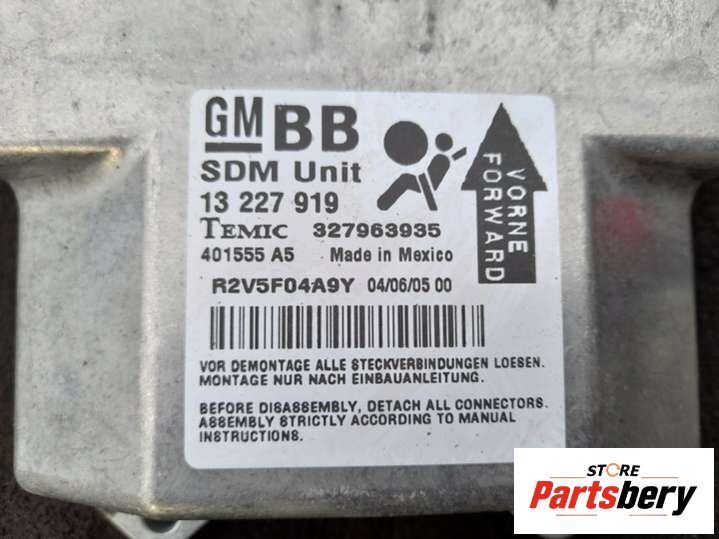 GM BB
SDM Unit
13 227 919
TEMIC 327963935
401555 A5 Made in Mexico
R2V5F04A9Y 04/06/05 00
VORNE
FORWARD
VOR DEMONTAGE ALLE STECKVERBINDUNGEN LOESEN.
MONTAGE NUR NACH EINBAUANLEITUNG.
BEFORE DISASSEMBLY, DETACH ALL CONNECTORS.
ASSEMBLY STRICTLY ACCORDING TO MANUAL
INSTRUCTIONS.
STORE
Partsbery